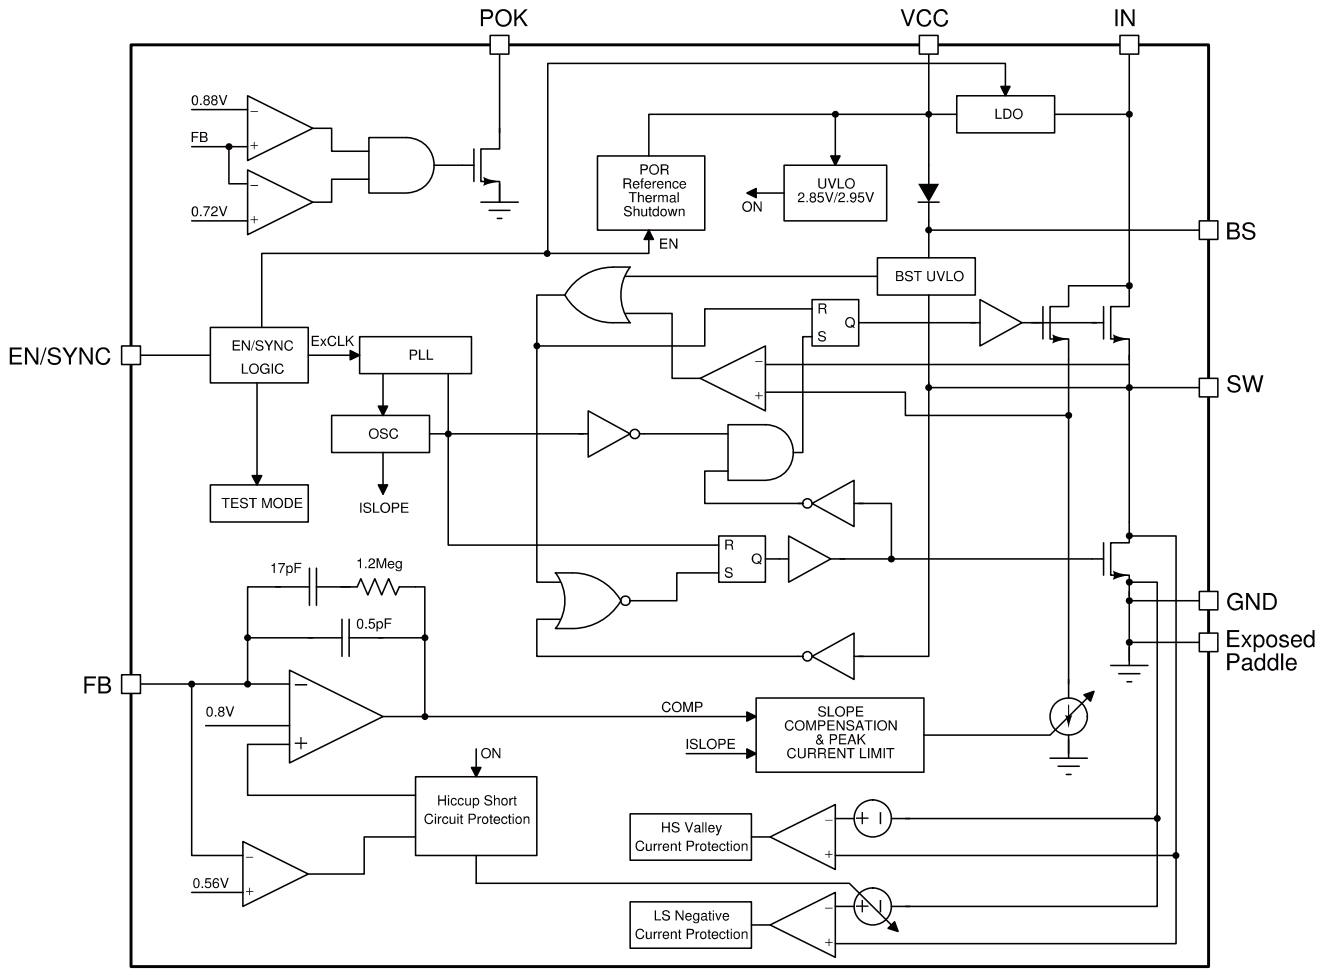 POK
VCC
IN
0.88V
−
FB
+
−
0.72V
+
LDO
POR
Reference
Thermal
Shutdown
UVLO
2.85V/2.95V
ON
EN
BS
BST UVLO
R
Q
S
EN/SYNC
EN/SYNC
LOGIC
ExCLK
PLL
−
+
SW
OSC
TEST MODE
ISLOPE
R
Q
S
17pF
1.2Meg
0.5pF
GND
Exposed
Paddle
FB
−
0.8V
+
COMP
ISLOPE
SLOPE
COMPENSATION
& PEAK
CURRENT LIMIT
ON
Hiccup Short
Circuit Protection
HS Valley
Current Protection
−
+
+ −
−
0.56V
+
LS Negative
Current Protection
−
+
+ −